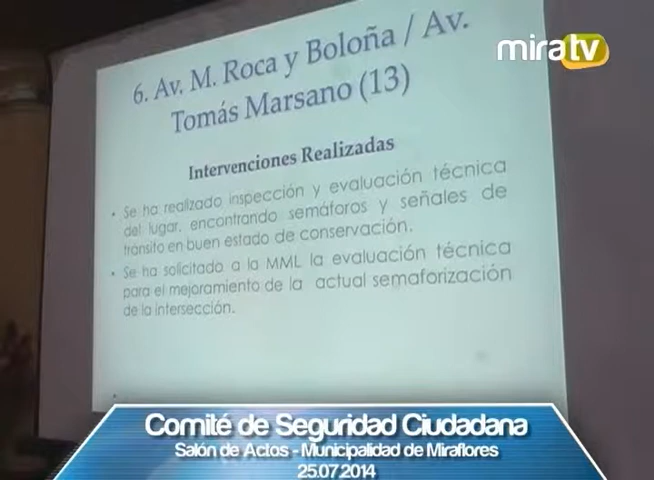 miratv
6. Av. M. Roca y Boloña / Av.
Tomás Marsano (13)
Intervenciones Realizadas
• Se ha realizado inspección y evaluación técnica
del lugar, encontrando semáforos y señales de
tránsito en buen estado de conservación.
• Se ha solicitado a la MML la evaluación técnica
para el mejoramiento de la actual semaforización
de la intersección.
Comité de Seguridad Ciudadana
Salón de Actos - Municipalidad de Miraflores
25.07.2014